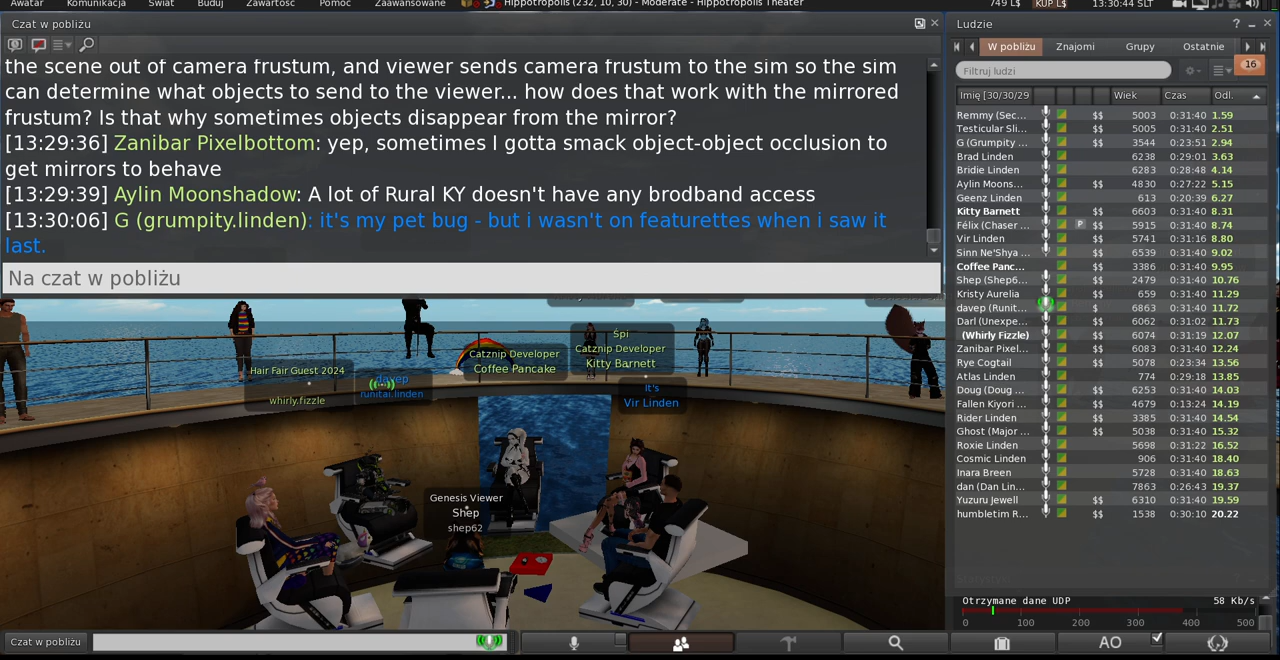 Awatar Komunikacja Świat Buduj Zawartość Pomoc Zaawansowane Hippotropolis (232, 10, 30) - Moderate - Hippotropolis Theater 749 L$ KUP L$ 13:30:44 SLT
Czat w pobliżu
the scene out of camera frustum, and viewer sends camera frustum to the sim so the sim
can determine what objects to send to the viewer... how does that work with the mirrored
frustum? Is that why sometimes objects disappear from the mirror?
[13:29:36] Zanibar Pixelbottom: yep, sometimes I gotta smack object-object occlusion to
get mirrors to behave
[13:29:39] Aylin Moonshadow: A lot of Rural KY doesn't have any brodband access
[13:30:06] G (grumpity.linden): it's my pet bug - but i wasn't on featurettes when i saw it
last.
Na czat w pobliżu
Hair Fair Guest 2024
whirly.fizzle
davep
runitai.linden
Catznip Developer
Coffee Pancake
Śpi
Catznip Developer
Kitty Barnett
It's
Vir Linden
Genesis Viewer
Shep
shep62
Czat w pobliżu
AO
Ludzie
W pobliżu Znajomi Grupy Ostatnie
Filtruj ludzi
16
Imię [30/30/29 Wiek Czas Odl.
Remmy (Sec... $$ 5003 0:31:40 1.59
Testicular Sli... $$ 5005 0:31:40 2.51
G (Grumpity ... $$ 3544 0:23:51 2.94
Brad Linden 6238 0:29:01 3.63
Bridie Linden 6283 0:28:48 4.14
Aylin Moons... $$ 4830 0:27:22 5.15
Geenz Linden 613 0:20:39 6.27
Kitty Barnett $$ 6603 0:31:40 8.31
Félix (Chaser ... P $$ 5915 0:31:40 8.74
Vir Linden $$ 5741 0:31:16 8.80
Sinn Ne'Shya $$ 6539 0:31:40 9.02
Coffee Panc... $$ 3386 0:31:40 9.95
Shep (Shep6... $$ 2479 0:31:40 10.76
Kristy Aurelia $$ 659 0:31:40 11.29
davep (Runit... $ 6863 0:31:40 11.72
Darl (Unexpe... $$ 6062 0:31:02 11.73
(Whirly Fizzle) $$ 6074 0:31:19 12.07
Zanibar Pixel... $$ 6083 0:31:40 12.24
Rye Cogtail $$ 5078 0:23:34 13.56
Atlas Linden 774 0:29:18 13.85
Doug (Doug ... $$ 6253 0:31:40 14.03
Fallen Kiyori ... $$ 4679 0:13:24 14.19
Rider Linden $$ 3385 0:31:40 14.54
Ghost (Major ... $$ 5038 0:31:40 15.32
Roxie Linden 5698 0:31:22 16.52
Cosmic Linden 906 0:31:40 18.40
Inara Breen 5728 0:31:40 18.63
dan (Dan Lin... 7863 0:26:43 19.37
Yuzuru Jewell $$ 6310 0:31:40 19.59
humbletim R... $$ 1538 0:30:10 20.22
Otrzymane dane UDP 58 Kb/s
0 100 200 300 400 500